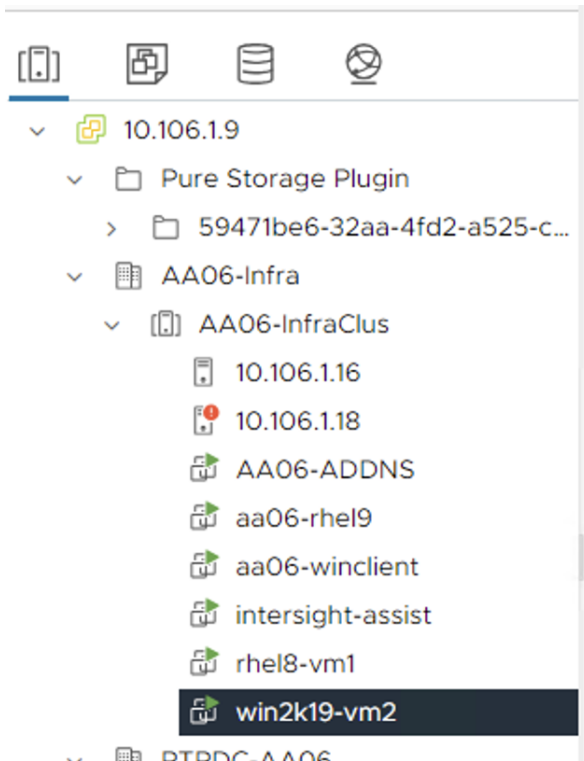 10.106.1.9
Pure Storage Plugin
59471be6-32aa-4fd2-a525-c...
AA06-Infra
AA06-InfraClus
10.106.1.16
10.106.1.18
AA06-ADDNS
aa06-rhel9
aa06-winclient
intersight-assist
rhel8-vm1
win2k19-vm2